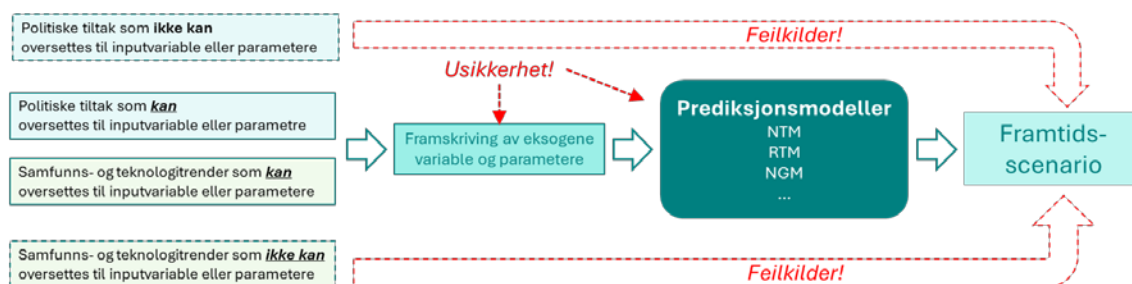 Politiske tiltak som ikke kan
oversettes til inputvariable eller parametere
Feilkilder!
Usikkerhet!
Politiske tiltak som kan
oversettes til inputvariable eller parametre
Framskriving av eksogene
variable og parametere
Prediksjonsmodeller
NTM
RTM
NGM
...
Framtids-
scenario
Samfunns- og teknologitrender som kan
oversettes til inputvariable eller parametere
Samfunns- og teknologitrender som ikke kan
oversettes til inputvariable eller parametere
Feilkilder!